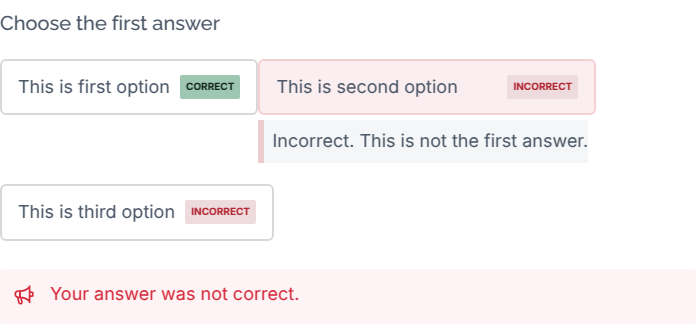 Choose the first answer
This is first option CORRECT
This is second option INCORRECT
Incorrect. This is not the first answer.
This is third option INCORRECT
Your answer was not correct.